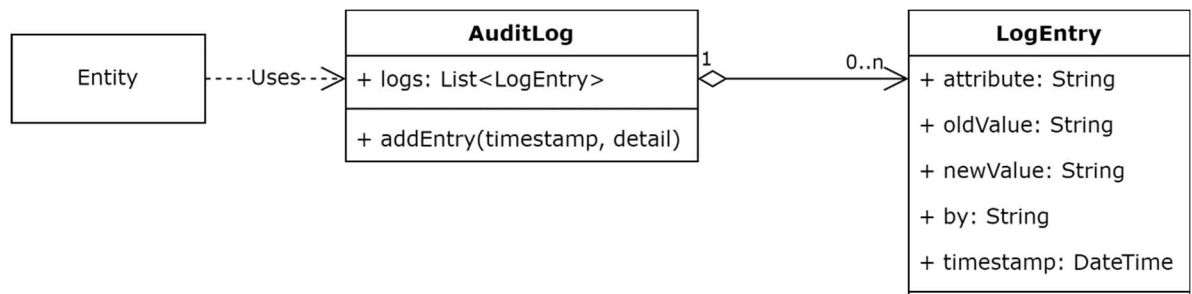 Entity
Uses
AuditLog
+ logs: List<LogEntry>
+ addEntry(timestamp, detail)
1
0..n
LogEntry
+ attribute: String
+ oldValue: String
+ newValue: String
+ by: String
+ timestamp: DateTime